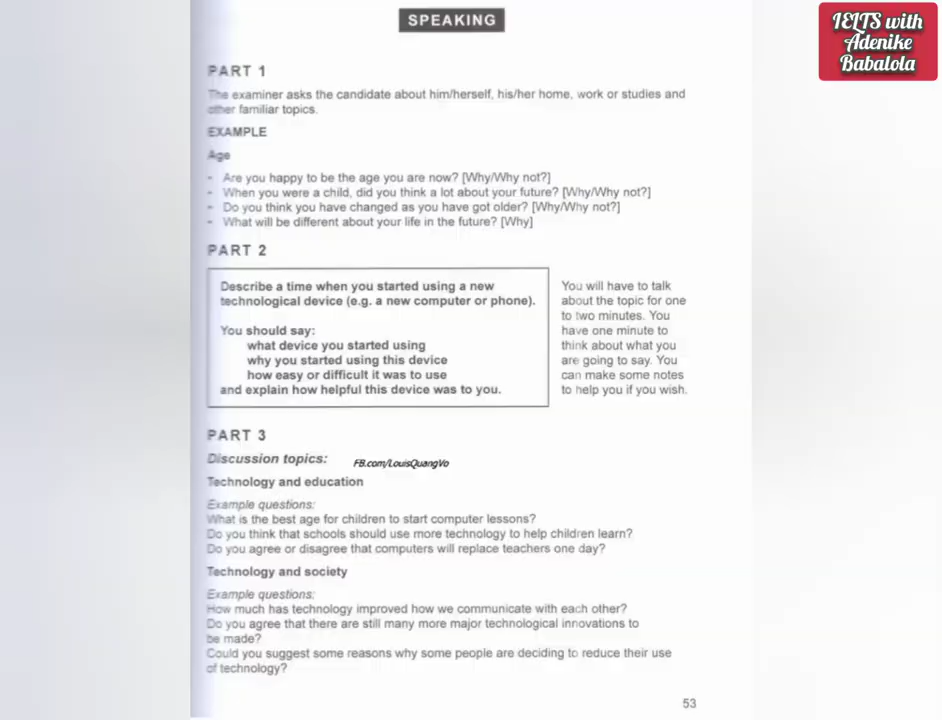 SPEAKING
IELTS with
Adenike
Babalola
PART 1
The examiner asks the candidate about him/herself, his/her home, work or studies and
other familiar topics.
EXAMPLE
Age
- Are you happy to be the age you are now? [Why/Why not?]
- When you were a child, did you think a lot about your future? [Why/Why not?]
- Do you think you have changed as you have got older? [Why/Why not?]
- What will be different about your life in the future? [Why]
PART 2
Describe a time when you started using a new
technological device (e.g. a new computer or phone).
You should say:
what device you started using
why you started using this device
how easy or difficult it was to use
and explain how helpful this device was to you.
You will have to talk
about the topic for one
to two minutes. You
have one minute to
think about what you
are going to say. You
can make some notes
to help you if you wish.
PART 3
Discussion topics:
FB.com/LouisQuangVo
Technology and education
Example questions:
What is the best age for children to start computer lessons?
Do you think that schools should use more technology to help children learn?
Do you agree or disagree that computers will replace teachers one day?
Technology and society
Example questions:
How much has technology improved how we communicate with each other?
Do you agree that there are still many more major technological innovations to
be made?
Could you suggest some reasons why some people are deciding to reduce their use
of technology?
53